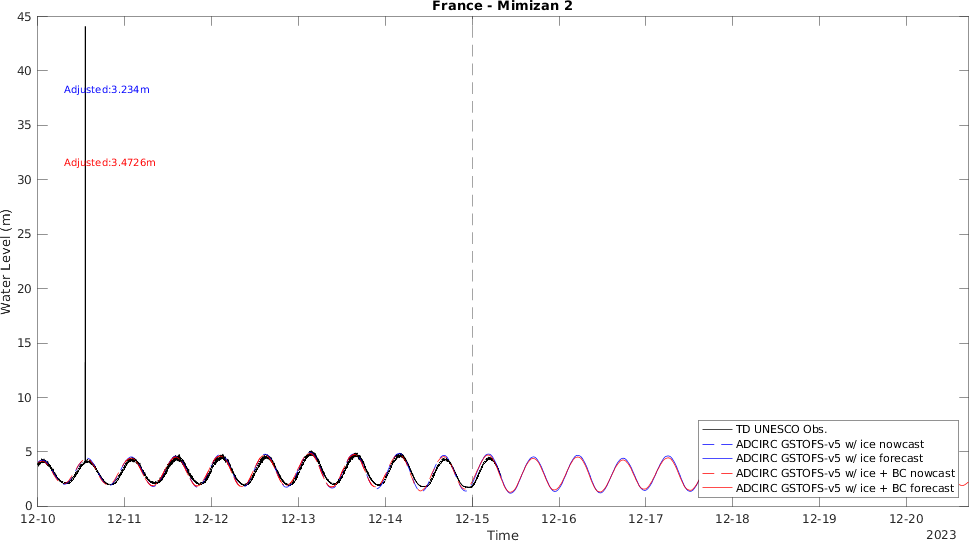 France - Mimizan 2
45
40
35
30
25
20
15
10
5
0
Water Level (m)
Adjusted:3.234m
Adjusted:3.4726m
TD UNESCO Obs.
ADCIRC GSTOFS-v5 w/ ice nowcast
ADCIRC GSTOFS-v5 w/ ice forecast
ADCIRC GSTOFS-v5 w/ ice + BC nowcast
ADCIRC GSTOFS-v5 w/ ice + BC forecast
12-10 12-11 12-12 12-13 12-14 12-15 12-16 12-17 12-18 12-19 12-20
Time
2023